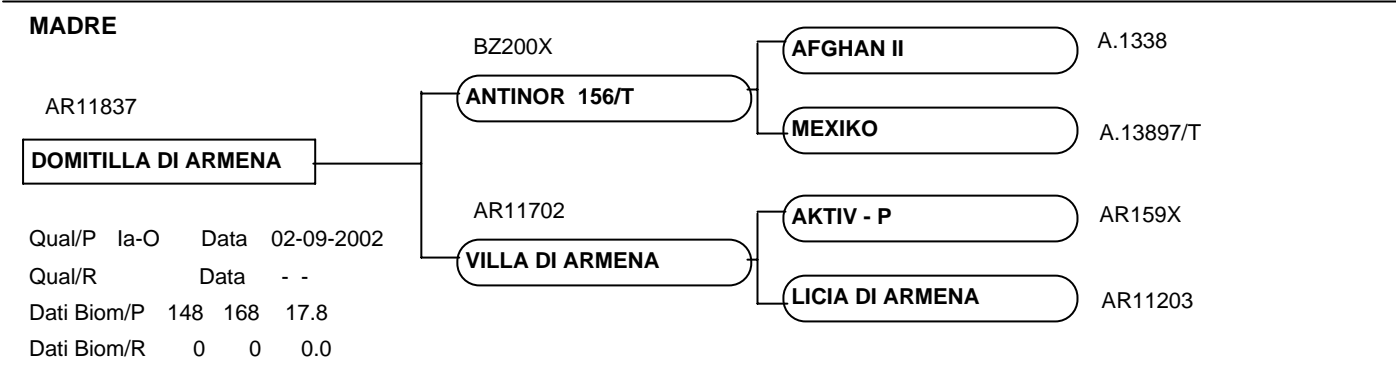 MADRE
BZ200X
AFGHAN II A.1338
AR11837
ANTINOR 156/T
MEXIKO A.13897/T
DOMITILLA DI ARMENA
AR11702
AKTIV - P AR159X
Qual/P Ia-O Data 02-09-2002
VILLA DI ARMENA
Qual/R Data - -
LICIA DI ARMENA AR11203
Dati Biom/P 148 168 17.8
Dati Biom/R 0 0 0.0